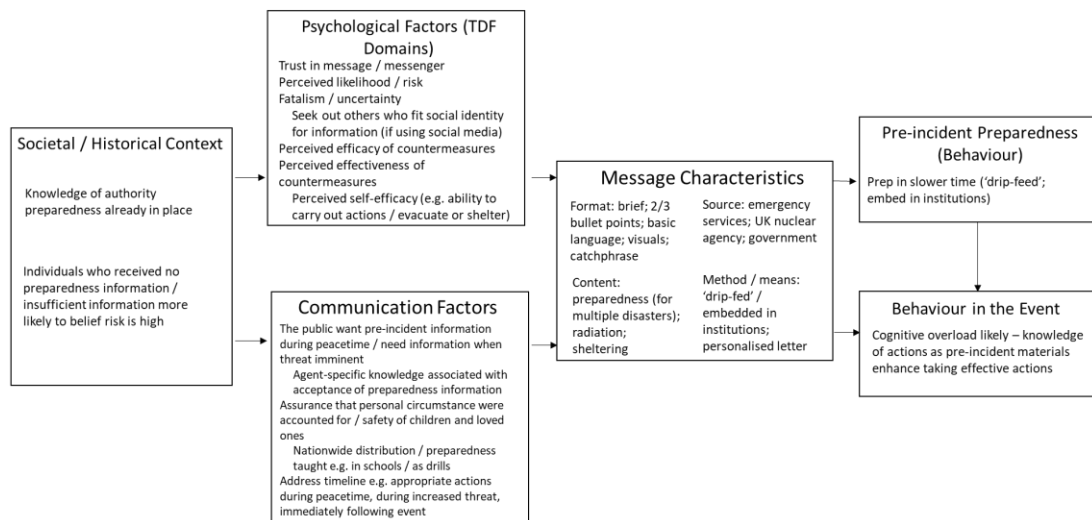 Societal / Historical Context
Knowledge of authority
preparedness already in place
Individuals who received no
preparedness information /
insufficient information more
likely to belief risk is high
Psychological Factors (TDF
Domains)
Trust in message / messenger
Perceived likelihood / risk
Fatalism / uncertainty
Seek out others who fit social identity
for information (if using social media)
Perceived efficacy of countermeasures
Perceived effectiveness of
countermeasures
Perceived self-efficacy (e.g. ability to
carry out actions / evacuate or shelter)
Communication Factors
The public want pre-incident information
during peacetime / need information when
threat imminent
Agent-specific knowledge associated with
acceptance of preparedness information
Assurance that personal circumstance were
accounted for / safety of children and loved
ones
Nationwide distribution / preparedness
taught e.g. in schools / as drills
Address timeline e.g. appropriate actions
during peacetime, during increased threat,
immediately following event
Message Characteristics
Format: brief; 2/3
bullet points; basic
language; visuals;
catchphrase
Content:
preparedness (for
multiple disasters);
radiation;
sheltering
Source: emergency
services; UK nuclear
agency; government
Method / means:
‘drip-fed’ /
embedded in
institutions;
personalised letter
Pre-incident Preparedness
(Behaviour)
Prep in slower time (‘drip-feed’;
embed in institutions)
Behaviour in the Event
Cognitive overload likely – knowledge
of actions as pre-incident materials
enhance taking effective actions